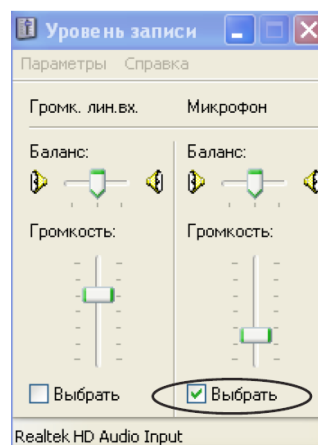 Уровень записи
Параметры Справка
Громк. лин.вх. Микрофон
Баланс: Баланс:
Громкость: Громкость:
Выбрать Выбрать
Realtek HD Audio Input